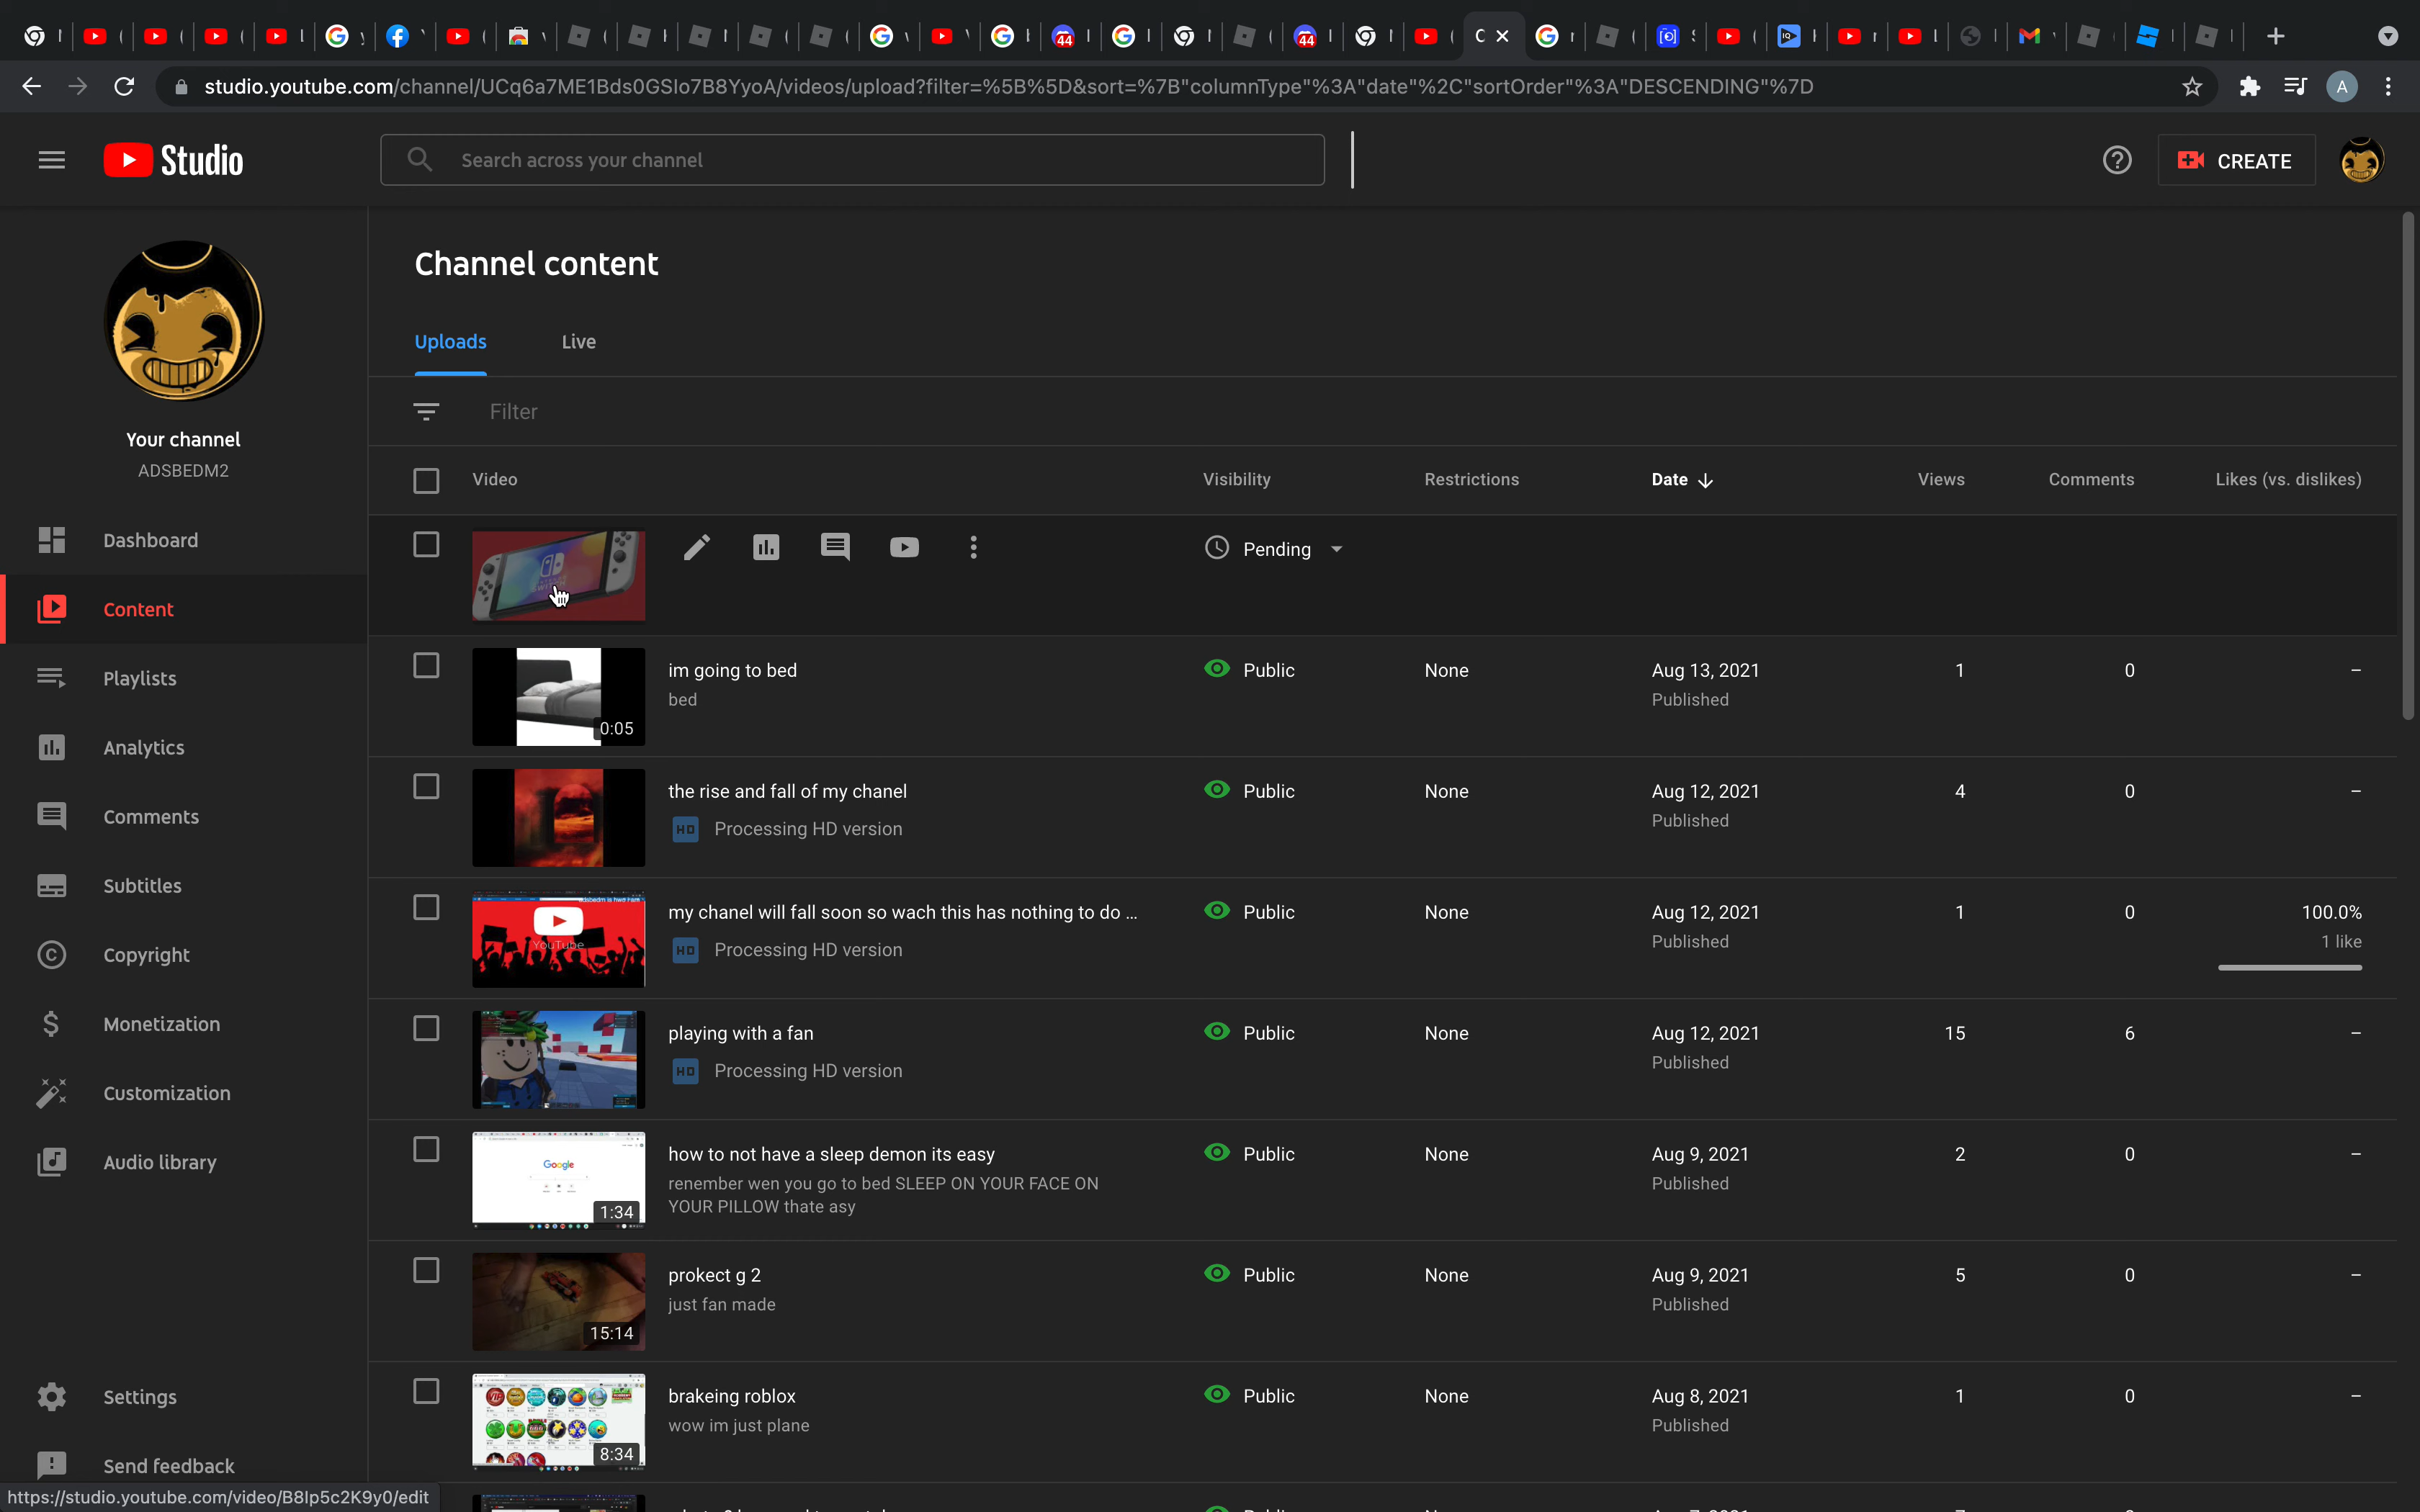 studio.youtube.com/channel/UCq6a7ME1Bds0GSIo7B8YyoA/videos/upload?filter=%5B%5D&sort=%7B"columnType"%3A"date"%2C"sortOrder"%3A"DESCENDING"%7D
A
Studio
Search across your channel
CREATE
Channel content
Uploads
Live
Filter
Your channel
ADSBEDM2
Dashboard
Content
Playlists
Analytics
Comments
Subtitles
Copyright
Monetization
Customization
Audio library
Settings
Send feedback
Video Visibility Restrictions Date Views Comments Likes (vs. dislikes)
Pending
im going to bed Public None Aug 13, 2021 1 0 –
bed Published
0:05
the rise and fall of my chanel Public None Aug 12, 2021 4 0 –
Published
HD Processing HD version
my chanel will fall soon so wach this has nothing to do ... Public None Aug 12, 2021 1 0 100.0%
Published 1 like
HD Processing HD version
YouTube
playing with a fan Public None Aug 12, 2021 15 6 –
Published
HD Processing HD version
how to not have a sleep demon its easy Public None Aug 9, 2021 2 0 –
renember wen you go to bed SLEEP ON YOUR FACE ON Published
YOUR PILLOW thate asy
Google
1:34
prokect g 2 Public None Aug 9, 2021 5 0 –
just fan made Published
15:14
brakeing roblox Public None Aug 8, 2021 1 0 –
wow im just plane Published
8:34
https://studio.youtube.com/video/B8Ip5c2K9y0/edit